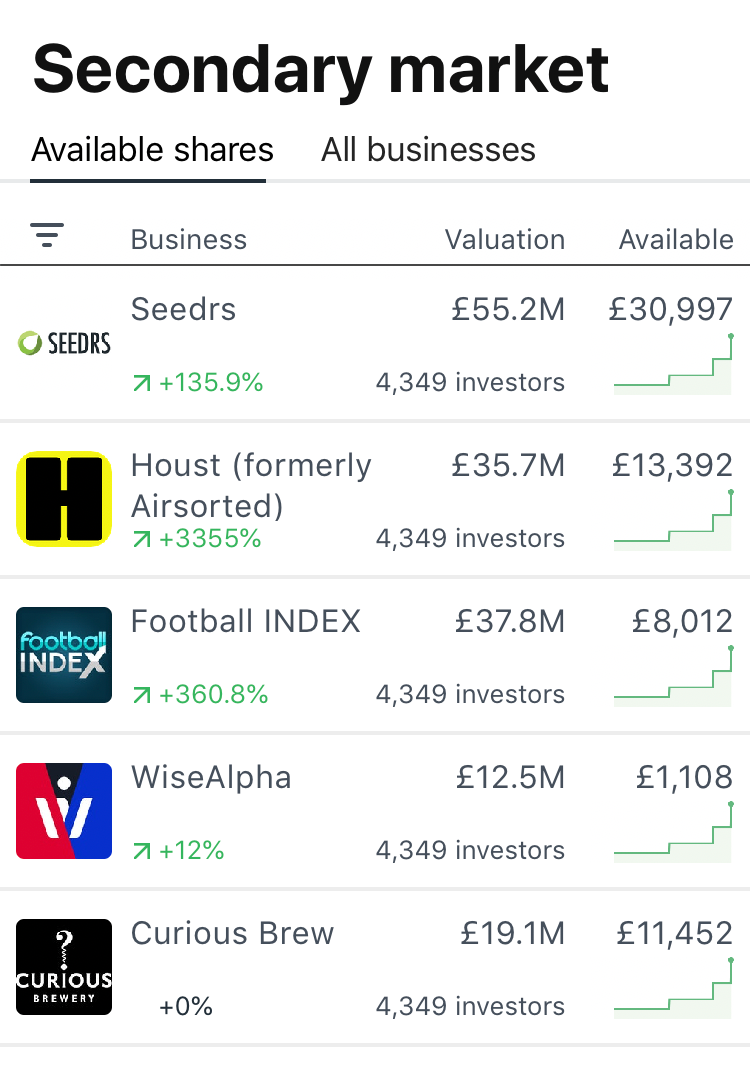 Secondary market
Available shares All businesses
Business Valuation Available
Seedrs £55.2M £30,997
SEEDRS
+135.9% 4,349 investors
Houst (formerly £35.7M £13,392
H
Airsorted)
+3355% 4,349 investors
Football INDEX £37.8M £8,012
football
INDEX
+360.8% 4,349 investors
WiseAlpha £12.5M £1,108
W
+12% 4,349 investors
Curious Brew £19.1M £11,452
?
CURIOUS
BREWERY
+0% 4,349 investors